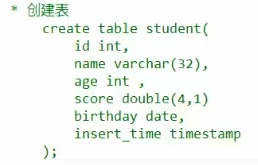 * 创建表
create table student(
id int,
name varchar(32),
age int ,
score double(4,1)
birthday date,
insert_time timestamp
);